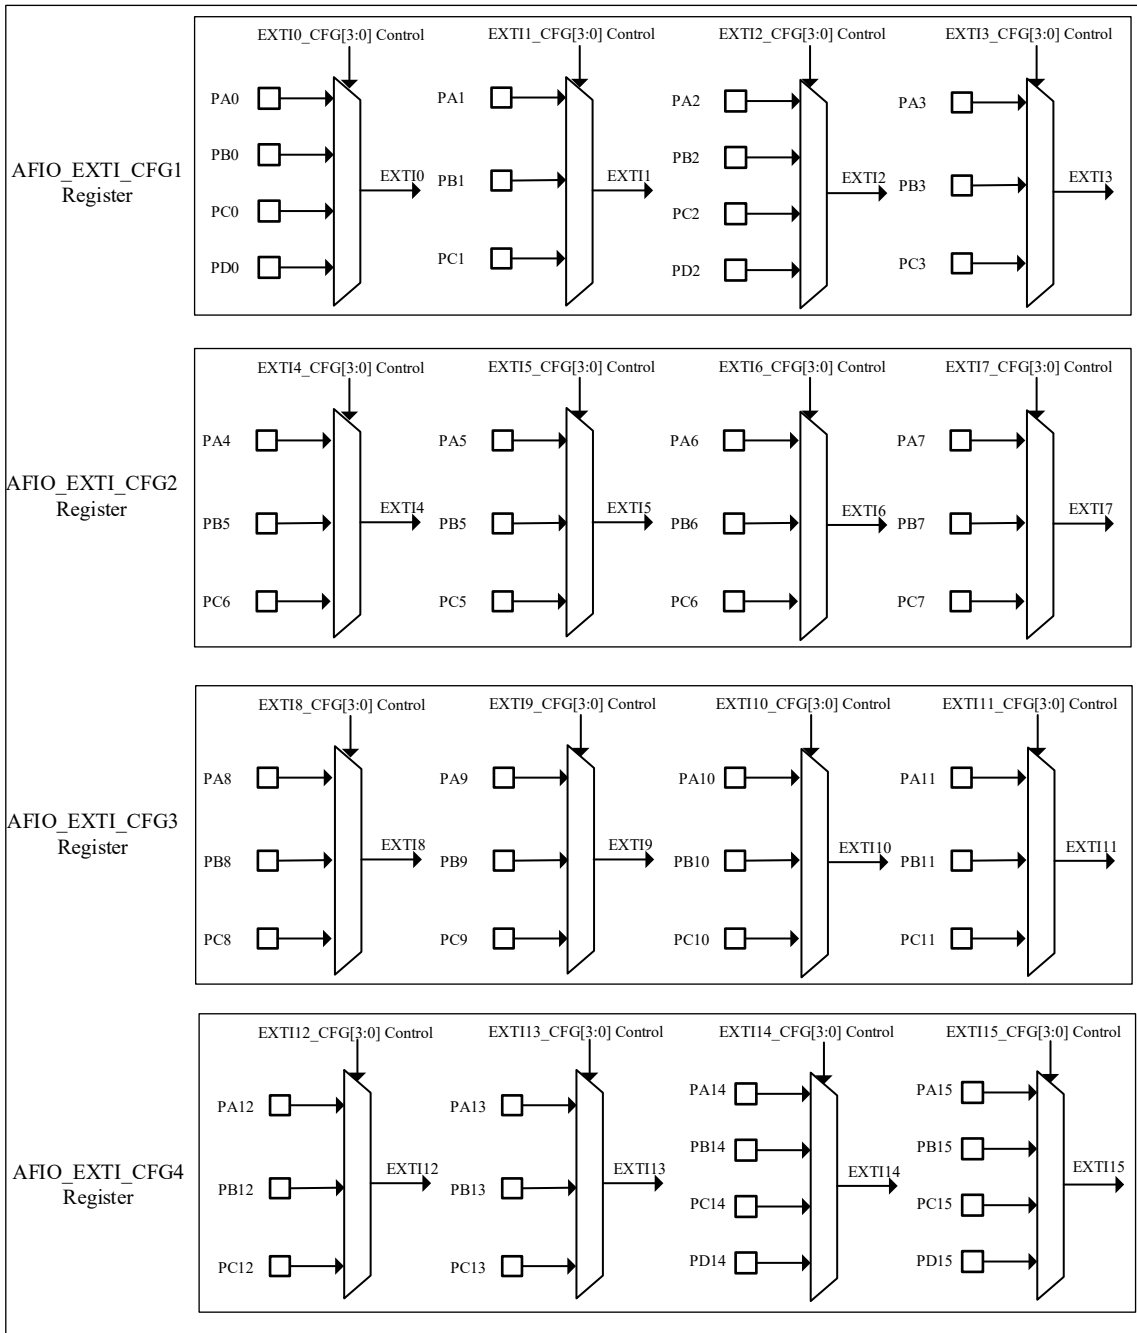 EXTI0_CFG[3:0] Control
EXTI1_CFG[3:0] Control
EXTI2_CFG[3:0] Control
EXTI3_CFG[3:0] Control
AFIO_EXTI_CFG1
Register
PA0
PB0
PC0
PD0
EXTI0
PA1
PB1
PC1
EXTI1
PA2
PB2
PC2
PD2
EXTI2
PA3
PB3
PC3
EXTI3
EXTI4_CFG[3:0] Control
EXTI5_CFG[3:0] Control
EXTI6_CFG[3:0] Control
EXTI7_CFG[3:0] Control
AFIO_EXTI_CFG2
Register
PA4
PB5
PC6
EXTI4
PA5
PB5
PC5
EXTI5
PA6
PB6
PC6
EXTI6
PA7
PB7
PC7
EXTI7
EXTI8_CFG[3:0] Control
EXTI9_CFG[3:0] Control
EXTI10_CFG[3:0] Control
EXTI11_CFG[3:0] Control
AFIO_EXTI_CFG3
Register
PA8
PB8
PC8
EXTI8
PA9
PB9
PC9
EXTI9
PA10
PB10
PC10
EXTI10
PA11
PB11
PC11
EXTI11
EXTI12_CFG[3:0] Control
EXTI13_CFG[3:0] Control
EXTI14_CFG[3:0] Control
EXTI15_CFG[3:0] Control
AFIO_EXTI_CFG4
Register
PA12
PB12
PC12
EXTI12
PA13
PB13
PC13
EXTI13
PA14
PB14
PC14
PD14
EXTI14
PA15
PB15
PC15
PD15
EXTI15